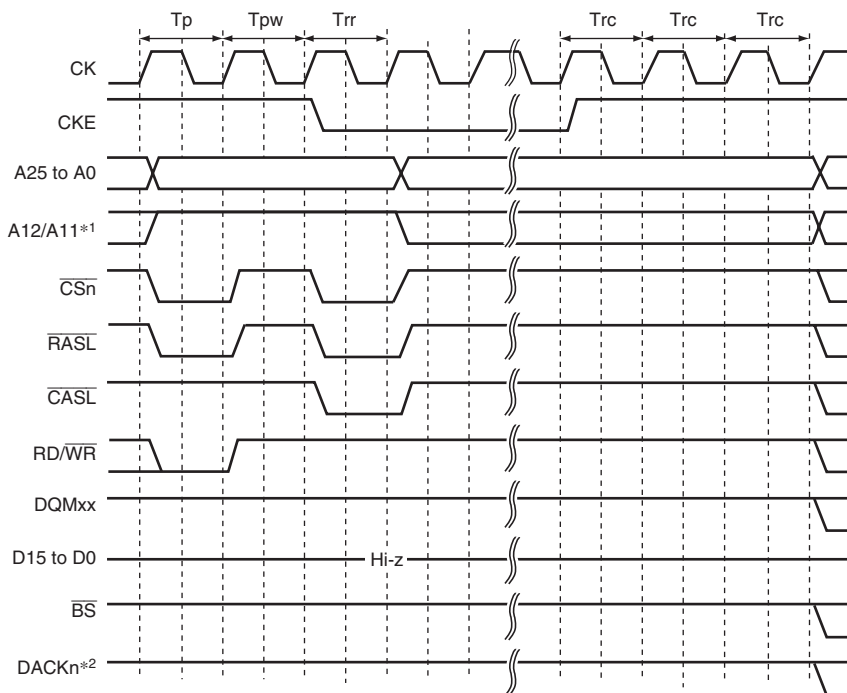 Tp Tpw Trr Trc Trc Trc
CK
CKE
A25 to A0
A12/A11*1
CSn
RASL
CASL
RD/WR
DQMxx
D15 to D0 Hi-z
BS
DACKn*2